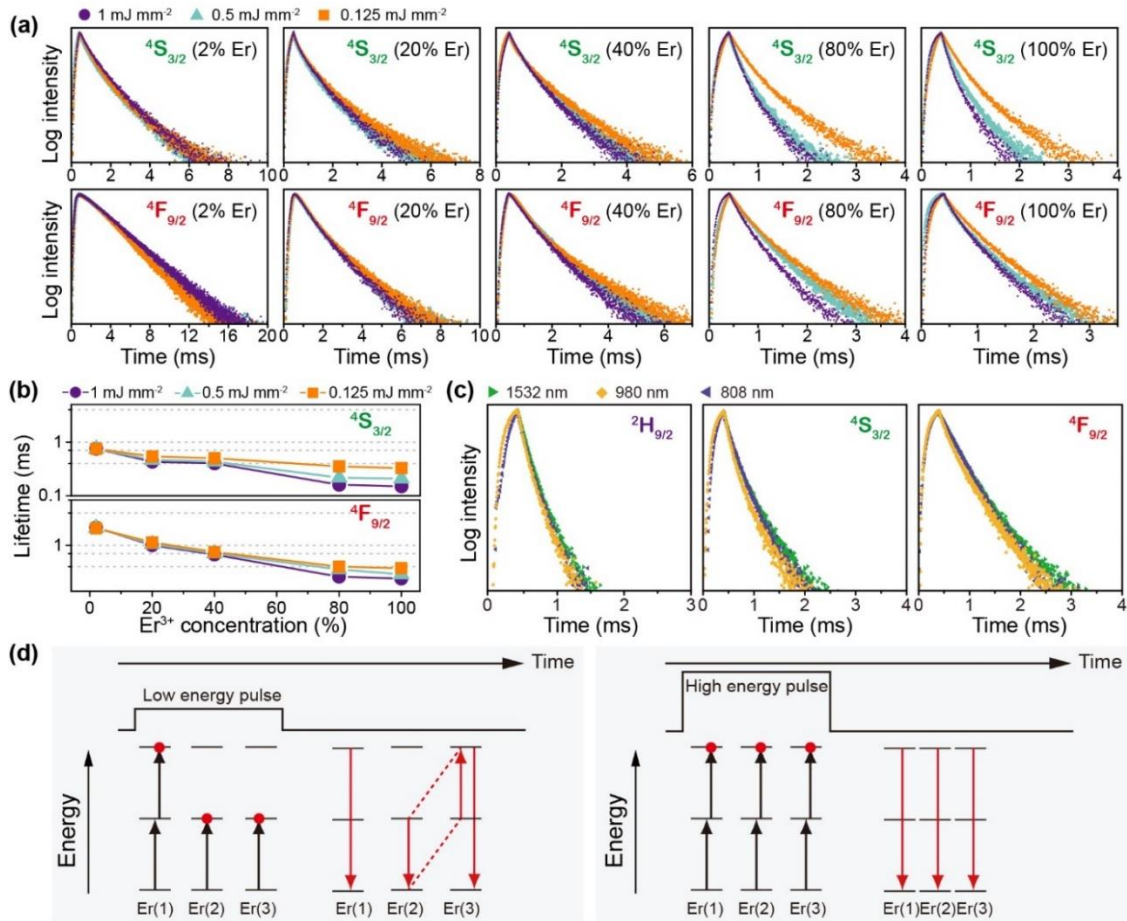 1 mJ mm⁻² 0.5 mJ mm⁻² 0.125 mJ mm⁻²
(a)
⁴S₃/₂ (2% Er)
⁴S₃/₂ (20% Er)
⁴S₃/₂ (40% Er)
⁴S₃/₂ (80% Er)
⁴S₃/₂ (100% Er)
Log intensity
0 2 4 6 8 10
0 2 4 6 8
0 2 4 6
0 1 2 3 4
0 1 2 3 4
⁴F₉/₂ (2% Er)
⁴F₉/₂ (20% Er)
⁴F₉/₂ (40% Er)
⁴F₉/₂ (80% Er)
⁴F₉/₂ (100% Er)
Log intensity
0 4 8 12 16 20
0 2 4 6 8 10
0 2 4 6
0 1 2 3 4
0 1 2 3
Time (ms)
Time (ms)
Time (ms)
Time (ms)
Time (ms)
(b)
1 mJ mm⁻² 0.5 mJ mm⁻² 0.125 mJ mm⁻²
⁴S₃/₂
1
0.1
⁴F₉/₂
1
Lifetime (ms)
0 20 40 60 80 100
Er³⁺ concentration (%)
(c)
1532 nm 980 nm 808 nm
²H₉/₂
⁴S₃/₂
⁴F₉/₂
Log intensity
0 1 2 3
0 1 2 3 4
0 1 2 3 4
Time (ms)
Time (ms)
Time (ms)
(d)
Time
Low energy pulse
Energy
Er(1) Er(2) Er(3) Er(1) Er(2) Er(3)
Time
High energy pulse
Energy
Er(1) Er(2) Er(3) Er(1) Er(2) Er(3)